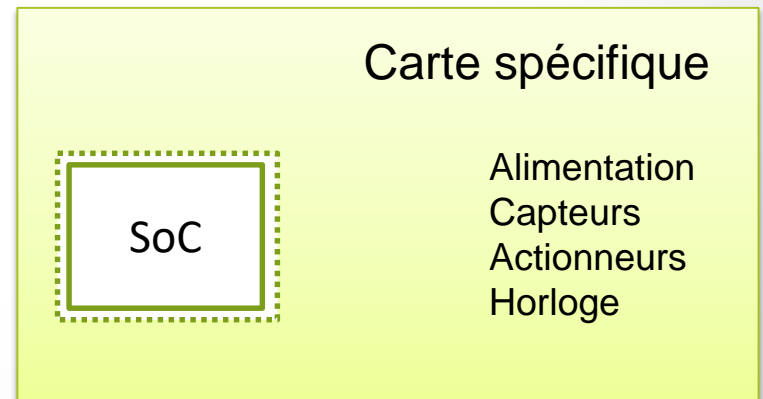 Carte spécifique
SoC
Alimentation
Capteurs
Actionneurs
Horloge